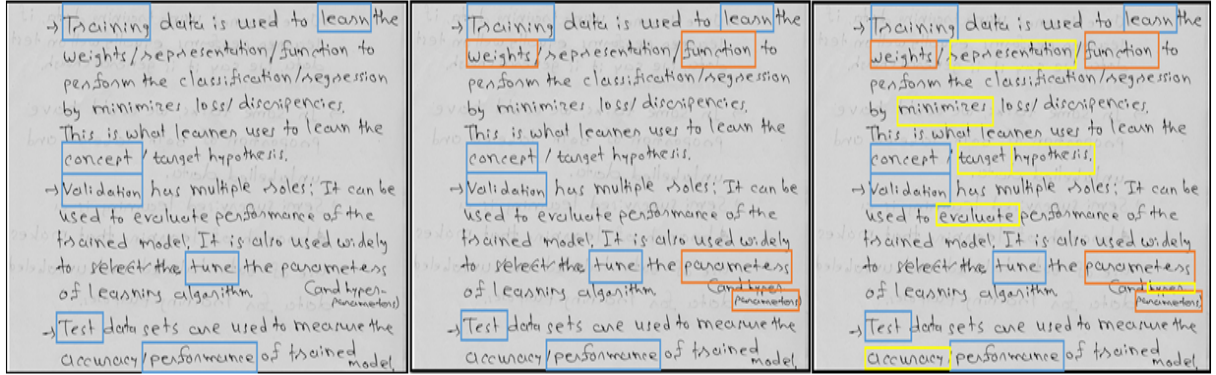 → Training data is used to learn the
weights/representation/function to
perform the classification/regression
by minimizes loss/discripencies.
This is what learner uses to learn the
concept / target hypothesis.
→ Validation has multiple roles: It can be
used to evaluate performance of the
trained model. It is also used widely
to select the tune the parameters
of learning algorithm (and hyper-
parameters)
→ Test data sets are used to measure the
accuracy/performance of trained
model.
→ Training data is used to learn the
weights/representation/function to
perform the classification/regression
by minimizes loss/discripencies.
This is what learner uses to learn the
concept / target hypothesis.
→ Validation has multiple roles: It can be
used to evaluate performance of the
trained model. It is also used widely
to select the tune the parameters
of learning algorithm (and hyper-
parameters)
→ Test data sets are used to measure the
accuracy/performance of trained
model.
→ Training data is used to learn the
weights/representation/function to
perform the classification/regression
by minimizes loss/discripencies.
This is what learner uses to learn the
concept / target hypothesis.
→ Validation has multiple roles: It can be
used to evaluate performance of the
trained model. It is also used widely
to select the tune the parameters
of learning algorithm (and hyper-
parameters)
→ Test data sets are used to measure the
accuracy/performance of trained
model.